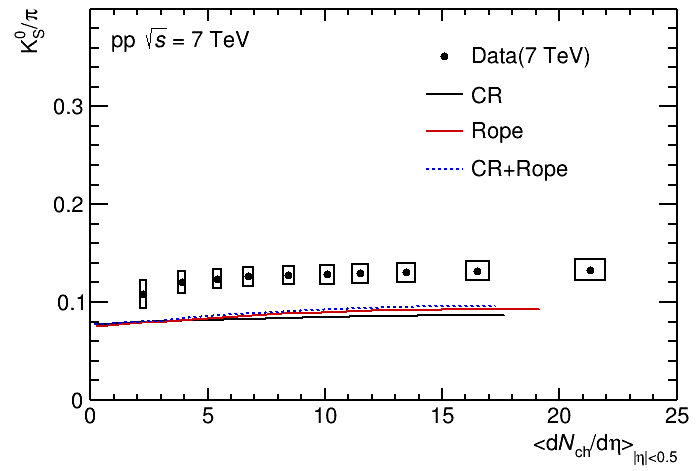 K_S^0/π
pp √s = 7 TeV
Data(7 TeV)
CR
Rope
CR+Rope
0.3
0.2
0.1
0
0 5 10 15 20 25
<dN_ch/dη>_|η|<0.5